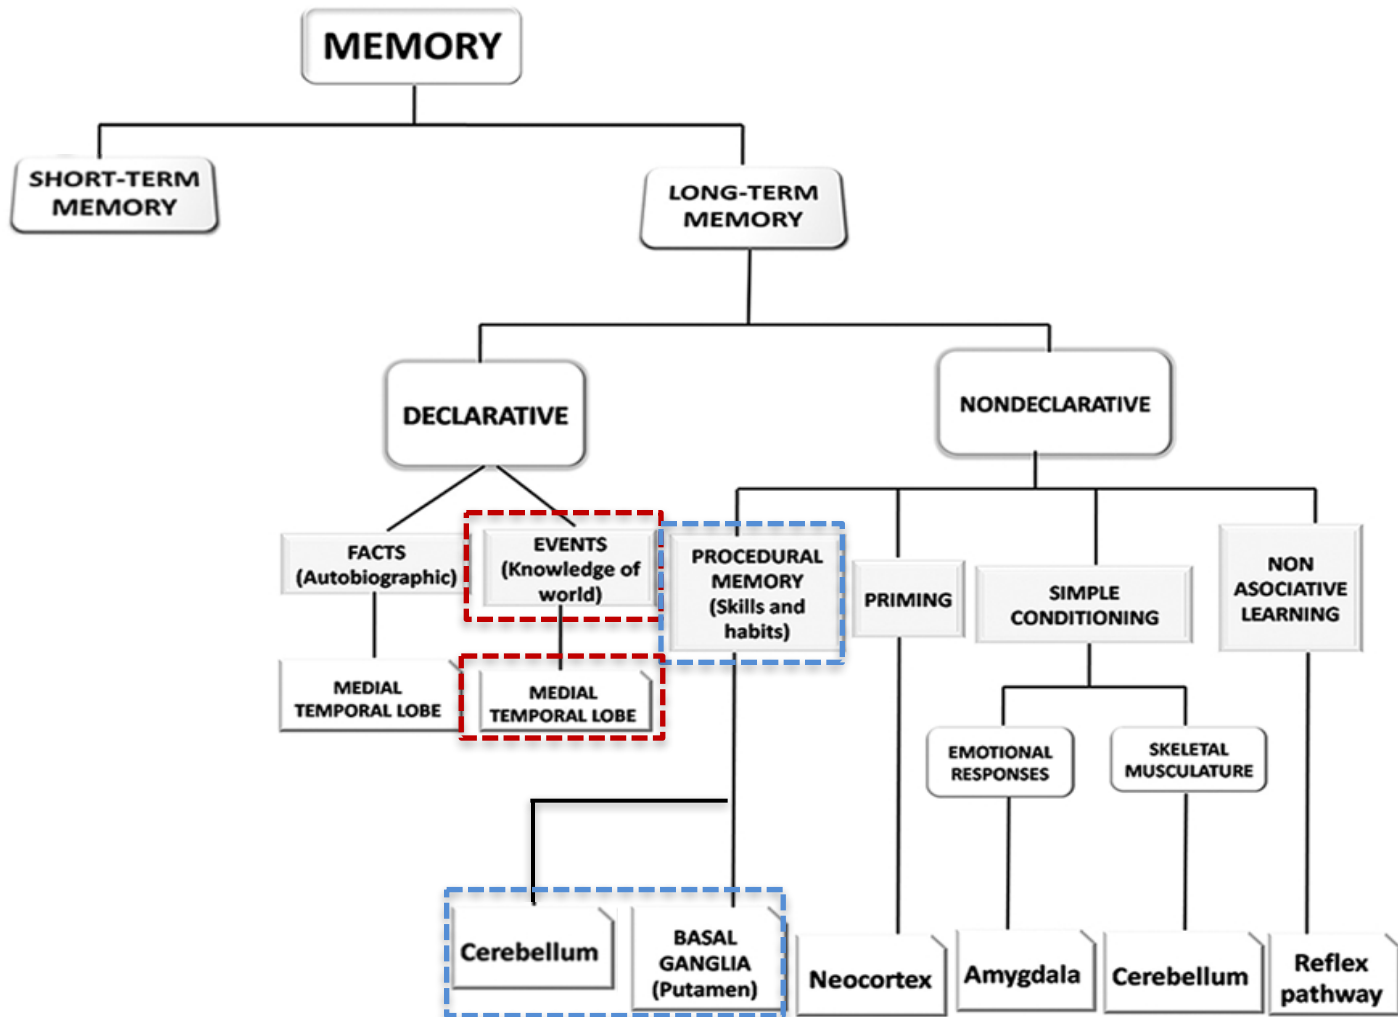 MEMORY
SHORT-TERM
MEMORY
LONG-TERM
MEMORY
DECLARATIVE
NONDECLARATIVE
FACTS
(Autobiographic)
EVENTS
(Knowledge of
world)
PROCEDURAL
MEMORY
(Skills and
habits)
PRIMING
SIMPLE
CONDITIONING
NON
ASOCIATIVE
LEARNING
MEDIAL
TEMPORAL LOBE
MEDIAL
TEMPORAL LOBE
EMOTIONAL
RESPONSES
SKELETAL
MUSCULATURE
Cerebellum
BASAL
GANGLIA
(Putamen)
Neocortex
Amygdala
Cerebellum
Reflex
pathway